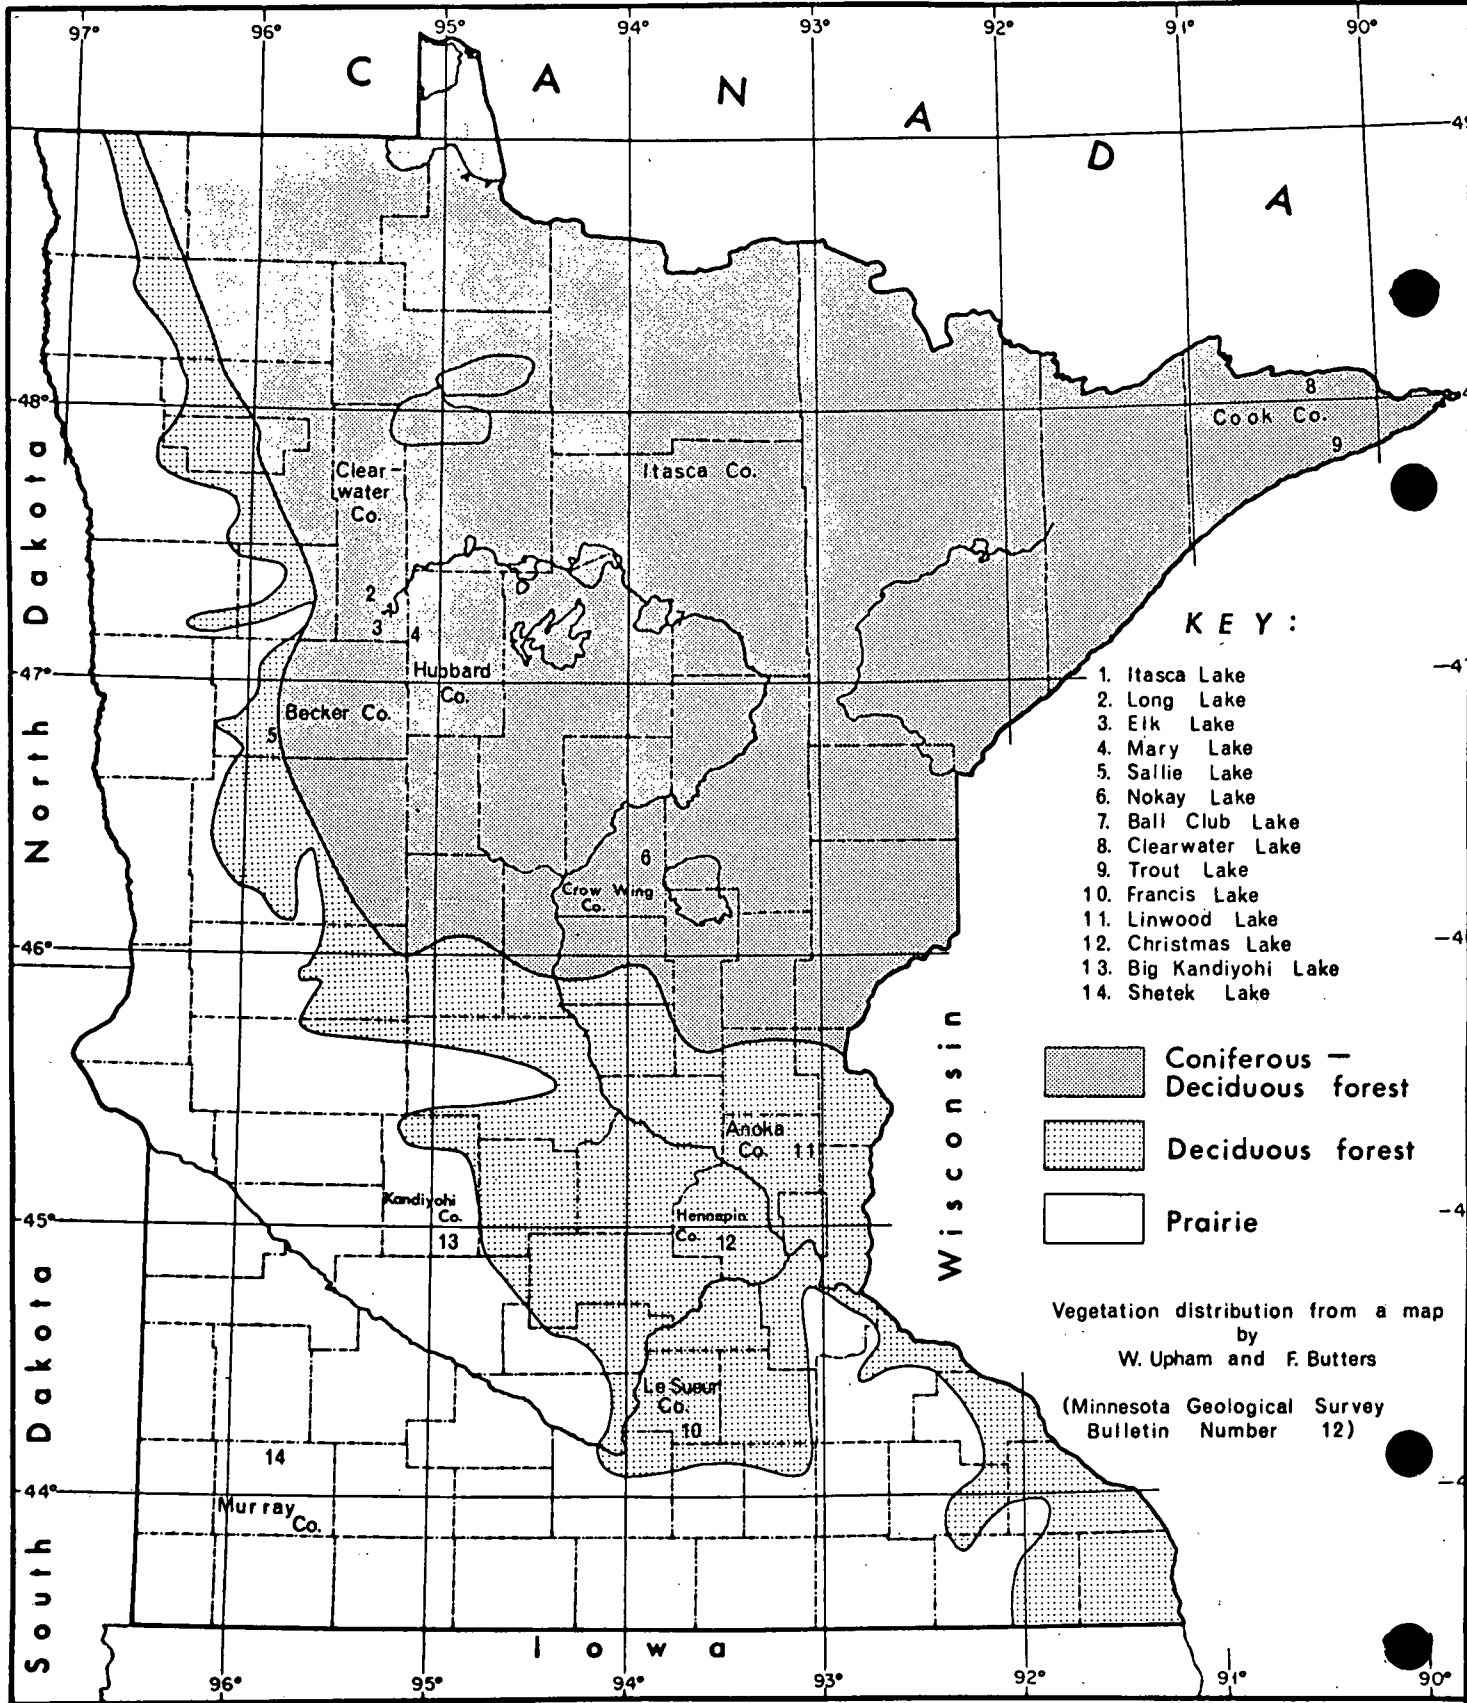 97° 96° 95° 94° 93° 92° 91° 90°
C A N A D A
49
48°
8
Cook Co.
9
Clear-
water
Co.
Itasca Co.
2
3
4
Hubbard
Co.
47°
Becker Co.
5
6
Crow Wing
Co.
46°
Anoka
Co. 11
Kandiyohi
Co.
13
45°
Hennepin
Co. 12
Le Sueur
Co.
10
14
44°
Murray
Co.
North Dakota
South Dakota
Wisconsin
Iowa
KEY:
1. Itasca Lake
2. Long Lake
3. Elk Lake
4. Mary Lake
5. Sallie Lake
6. Nokay Lake
7. Ball Club Lake
8. Clearwater Lake
9. Trout Lake
10. Francis Lake
11. Linwood Lake
12. Christmas Lake
13. Big Kandiyohi Lake
14. Shetek Lake
Coniferous —
Deciduous forest
Deciduous forest
Prairie
Vegetation distribution from a map
by
W. Upham and F. Butters
(Minnesota Geological Survey
Bulletin Number 12)
96° 95° 94° 93° 92° 91° 90°